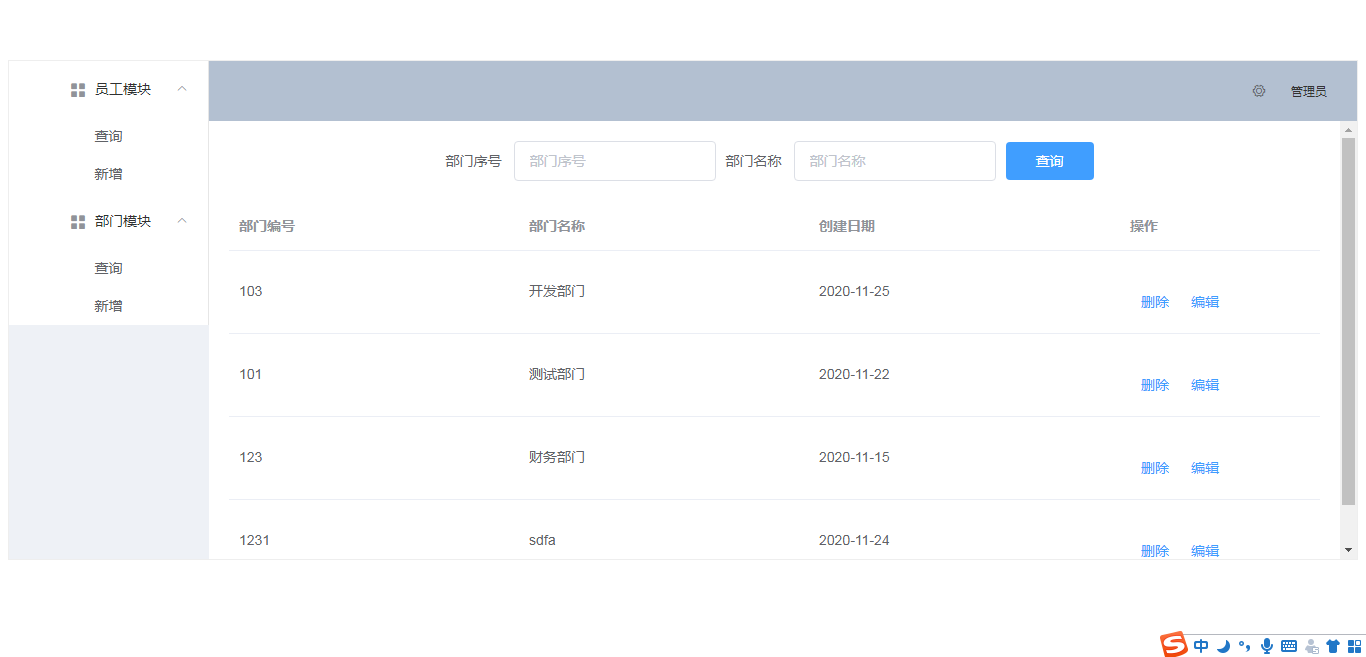 员工模块
查询
新增
部门模块
查询
新增
管理员
部门序号 部门序号 部门名称 部门名称 查询
部门编号 部门名称 创建日期 操作
103 开发部门 2020-11-25 删除 编辑
101 测试部门 2020-11-22 删除 编辑
123 财务部门 2020-11-15 删除 编辑
1231 sdfa 2020-11-24 删除 编辑
S 中